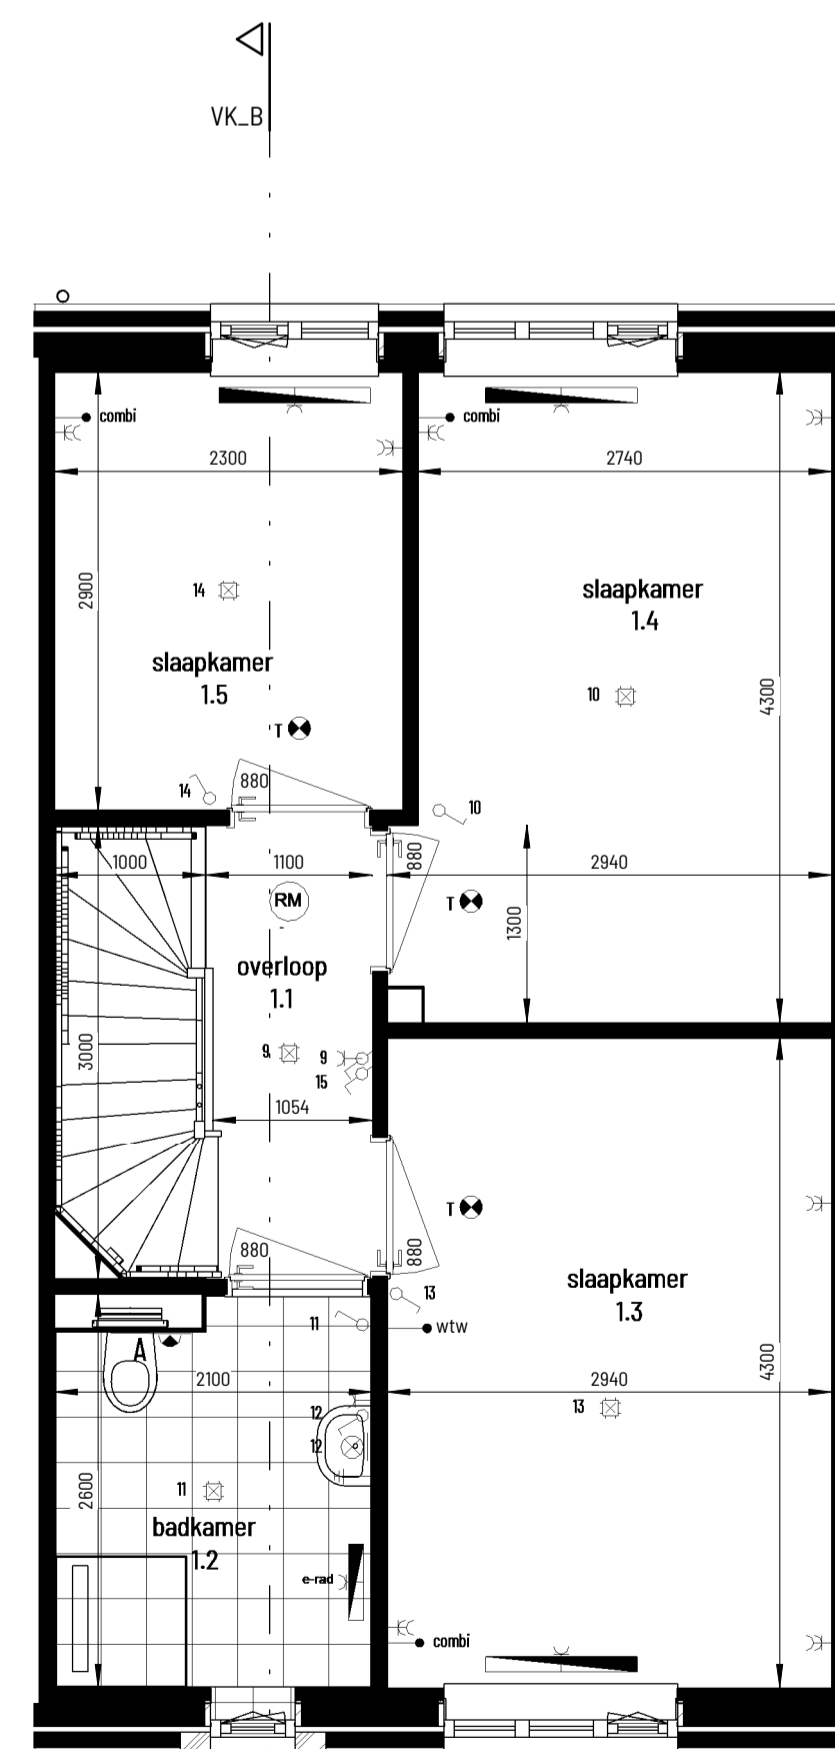 VK_B
combi
combi
2300
2740
2900
14
slaapkamer
1.4
slaapkamer
1.5
10
4300
T
14
880
10
1000
1100
880
2940
RM
T
1300
overloop
1.1
9
9
15
3000
1054
T
880
880
slaapkamer
1.3
13
11
wtw
A
2100
2940
4300
12
13
12
2600
11
badkamer
1.2
e-rad
combi